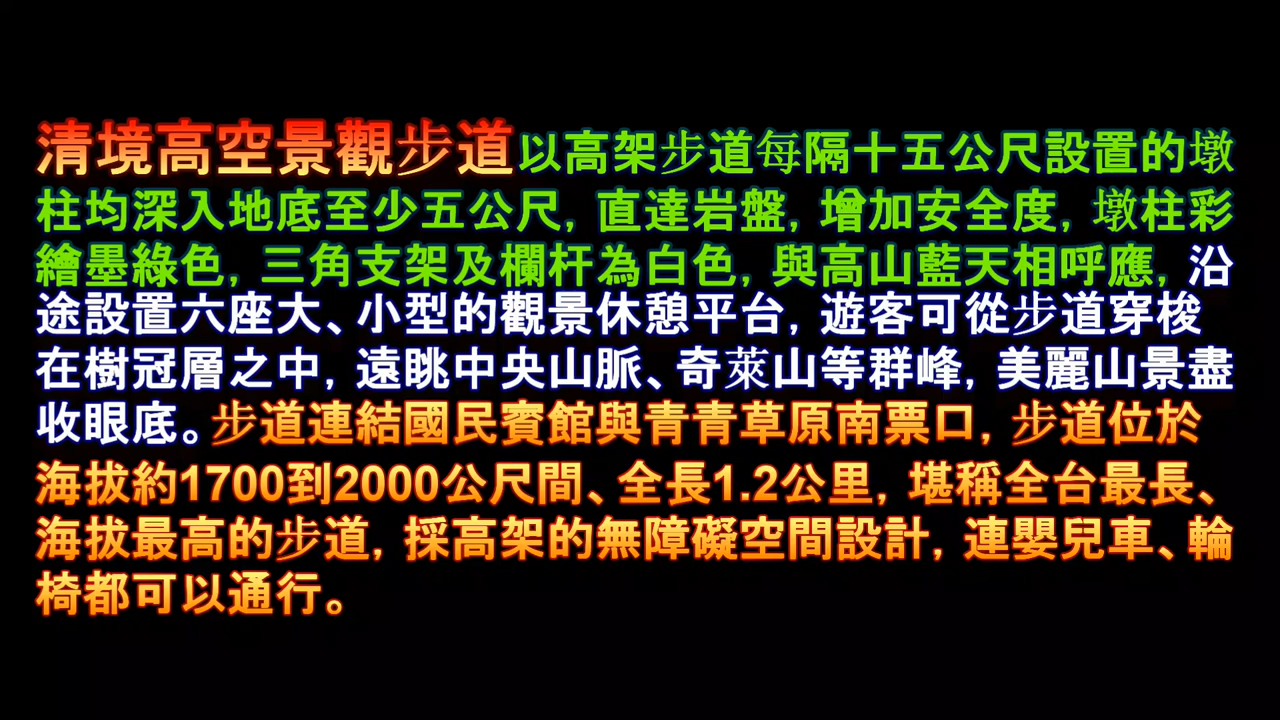 清境高空景觀步道以高架步道每隔十五公尺設置的墩
柱均深入地底至少五公尺, 直達岩盤, 增加安全度, 墩柱彩
繪墨綠色, 三角支架及欄杆為白色, 與高山藍天相呼應, 沿
途設置六座大、小型的觀景休憩平台, 遊客可從步道穿梭
在樹冠層之中, 遠眺中央山脈、奇萊山等群峰, 美麗山景盡
收眼底。步道連結國民賓館與青青草原南票口, 步道位於
海拔約1700到2000公尺間、全長1.2公里, 堪稱全台最長、
海拔最高的步道, 採高架的無障礙空間設計, 連嬰兒車、輪
椅都可以通行。